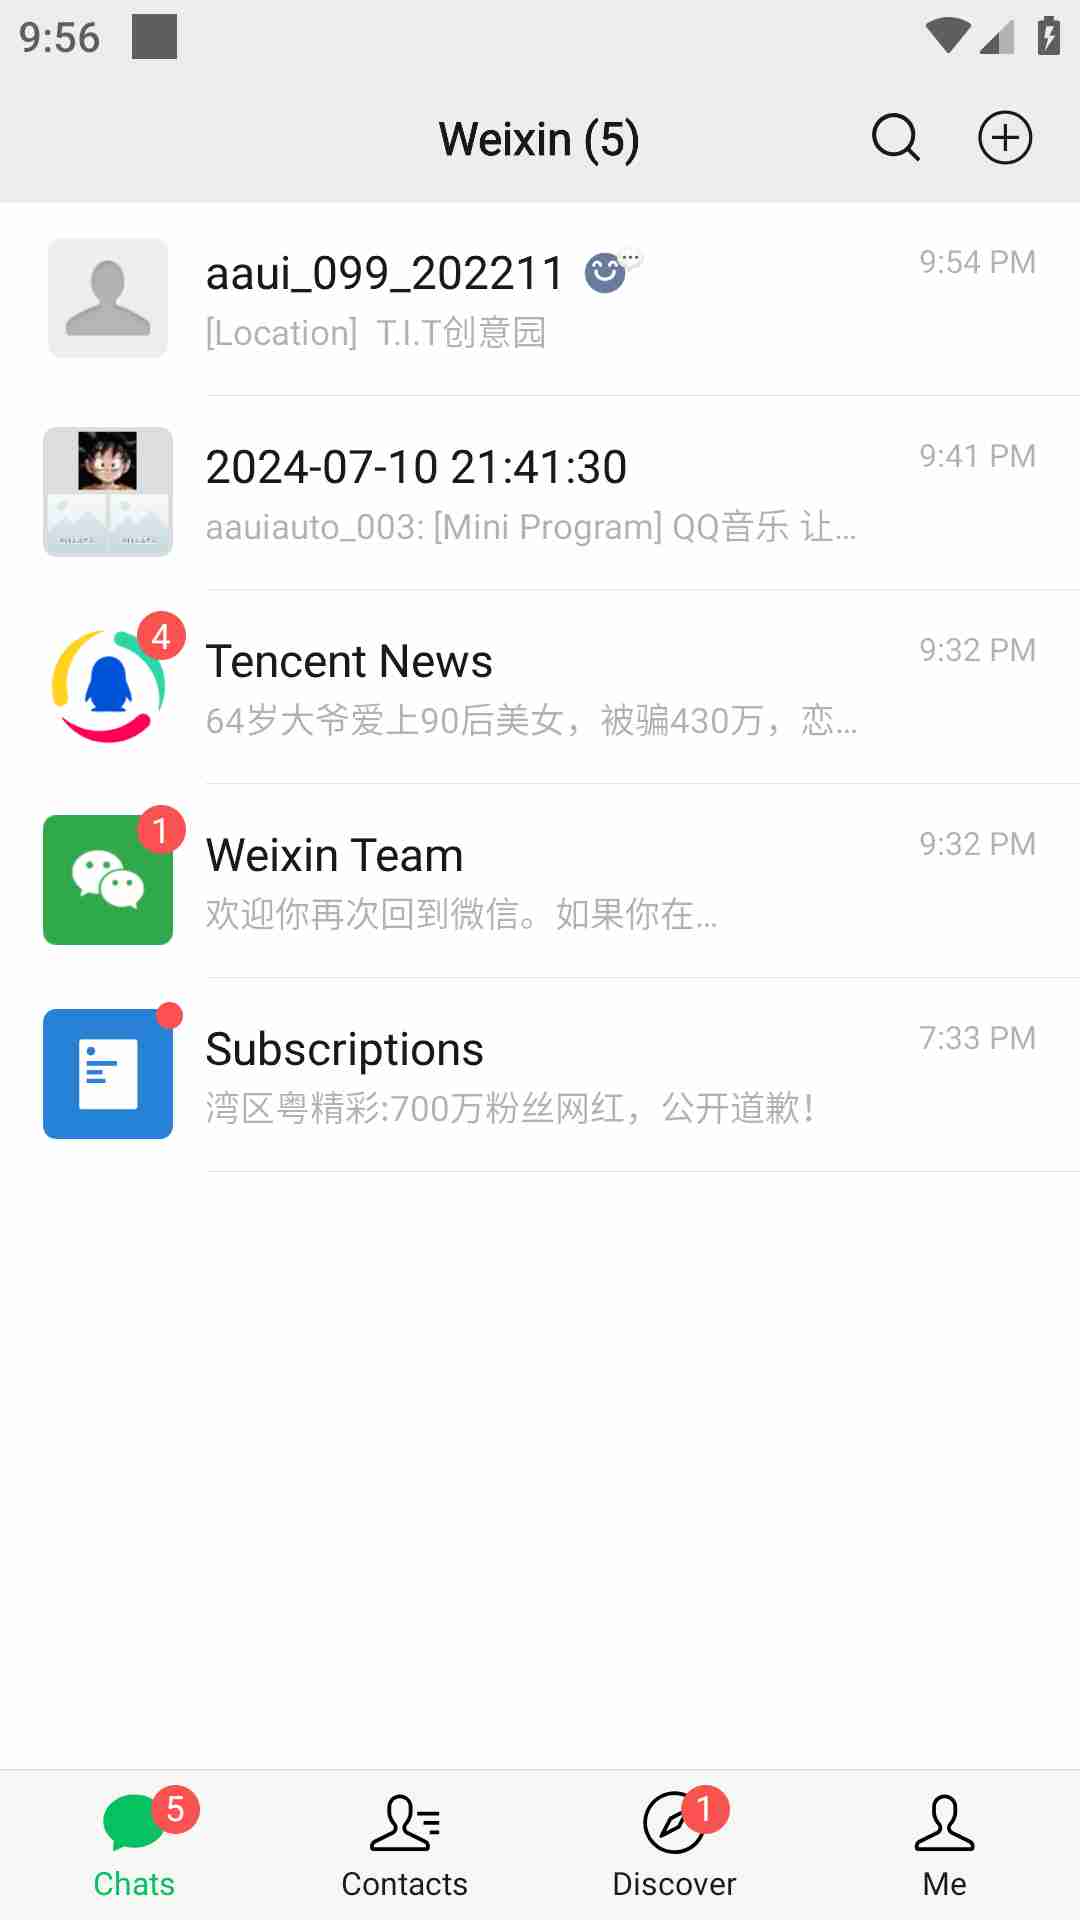 9:56
Weixin (5)
aaui_099_202211
9:54 PM
[Location] T.I.T创意园
2024-07-10 21:41:30
9:41 PM
aauiauto_003: [Mini Program] QQ音乐 让...
4
Tencent News
9:32 PM
64岁大爷爱上90后美女，被骗430万，恋...
1
Weixin Team
9:32 PM
欢迎你再次回到微信。如果你在...
Subscriptions
7:33 PM
湾区粤精彩:700万粉丝网红，公开道歉！
5
1
Chats
Contacts
Discover
Me